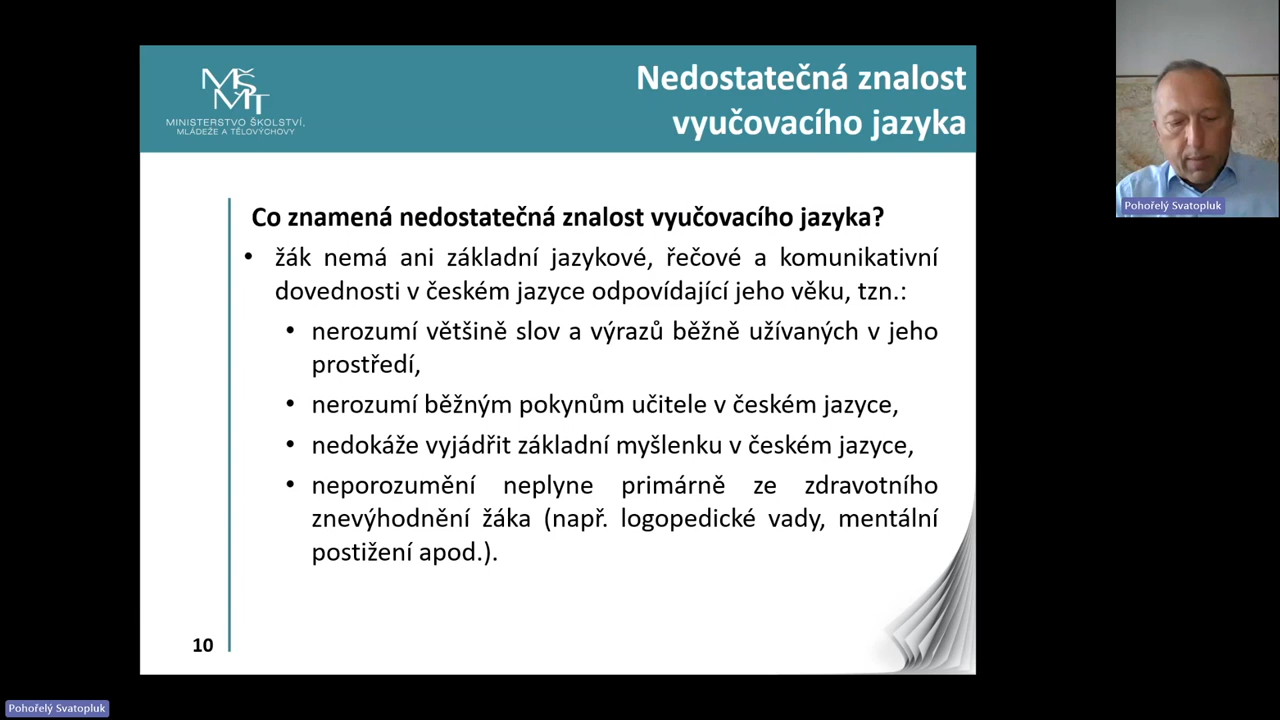 MŠ
MT
MINISTERSTVO ŠKOLSTVÍ,
MLÁDEŽE A TĚLOVÝCHOVY
Nedostatečná znalost
vyučovacího jazyka
Co znamená nedostatečná znalost vyučovacího jazyka?
• žák nemá ani základní jazykové, řečové a komunikativní
dovednosti v českém jazyce odpovídající jeho věku, tzn.:
• nerozumí většině slov a výrazů běžně užívaných v jeho
prostředí,
• nerozumí běžným pokynům učitele v českém jazyce,
• nedokáže vyjádřit základní myšlenku v českém jazyce,
• neporozumění neplyne primárně ze zdravotního
znevýhodnění žáka (např. logopedické vady, mentální
postižení apod.).
10
Pohořelý Svatopluk
Pohořelý Svatopluk